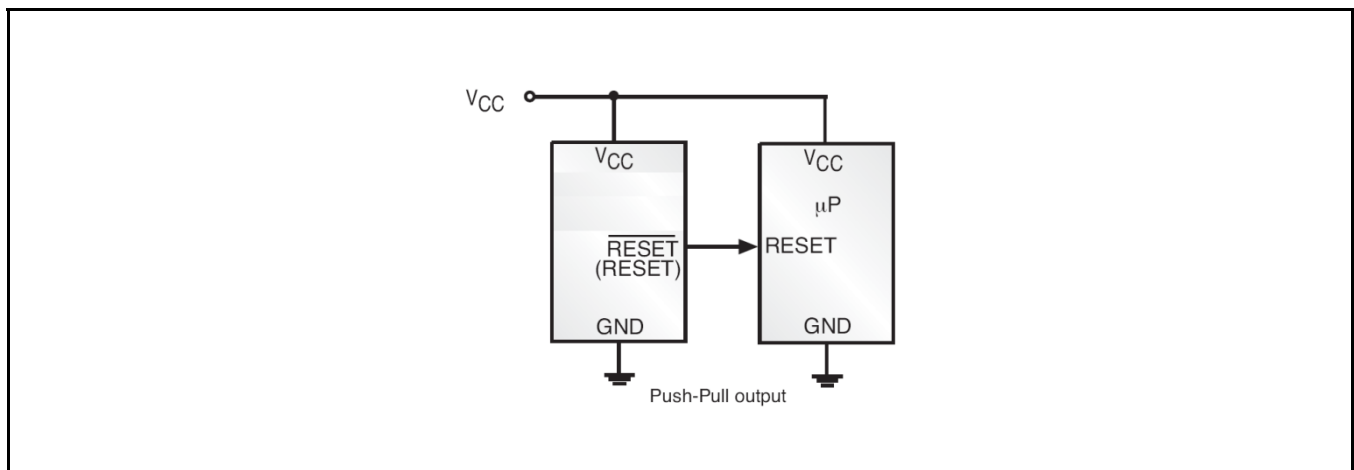 VCC
VCC
VCC
μP
RESET
(RESET)
RESET
GND
GND
Push-Pull output